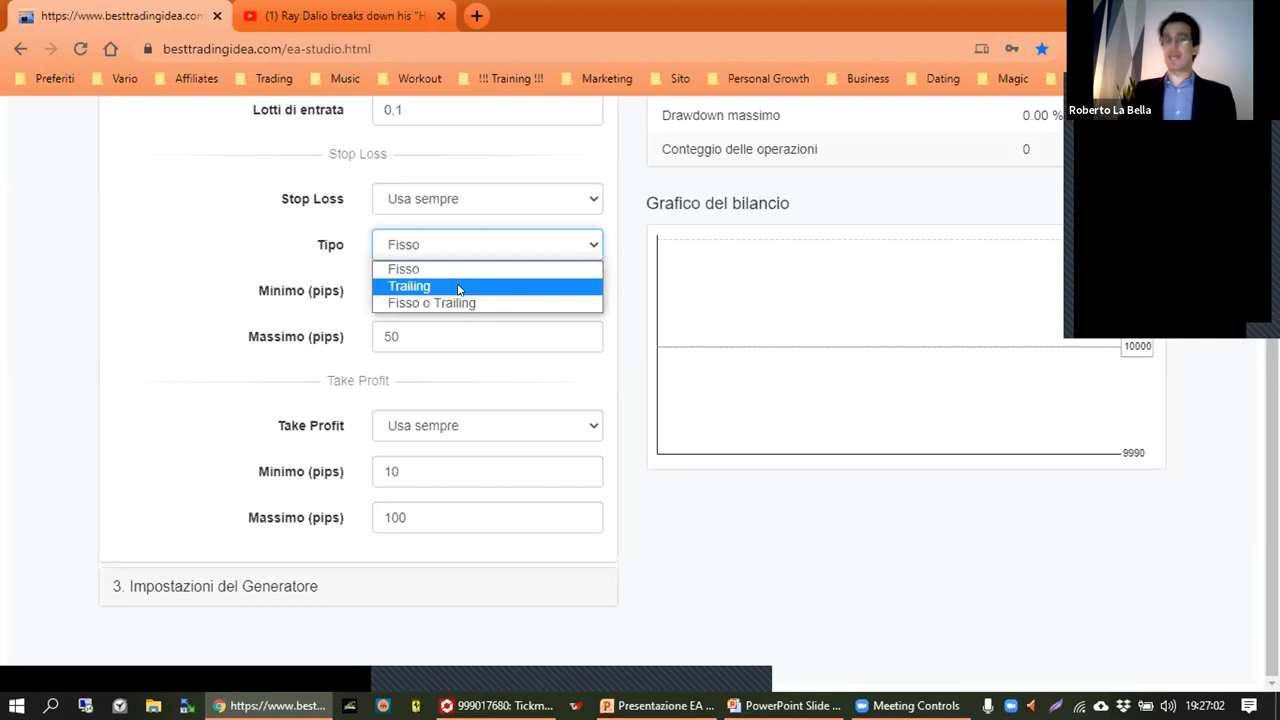 https://www.besttradingidea.com
(1) Ray Dalio breaks down his "H
besttradingidea.com/ea-studio.html
Preferiti
Vario
Affiliates
Trading
Music
Workout
!!! Training !!!
Marketing
Sito
Personal Growth
Business
Dating
Magic
Roberto La Bella
Lotti di entrata
0,1
Stop Loss
Stop Loss
Usa sempre
Tipo
Fisso
Fisso
Trailing
Fisso o Trailing
Minimo (pips)
Massimo (pips)
50
Take Profit
Take Profit
Usa sempre
Minimo (pips)
10
Massimo (pips)
100
3. Impostazioni del Generatore
Drawdown massimo
0.00 %
Conteggio delle operazioni
0
Grafico del bilancio
10000
9990
https://www.best...
999017680: Tickm...
Presentazione EA ...
PowerPoint Slide ...
Meeting Controls
19:27:02